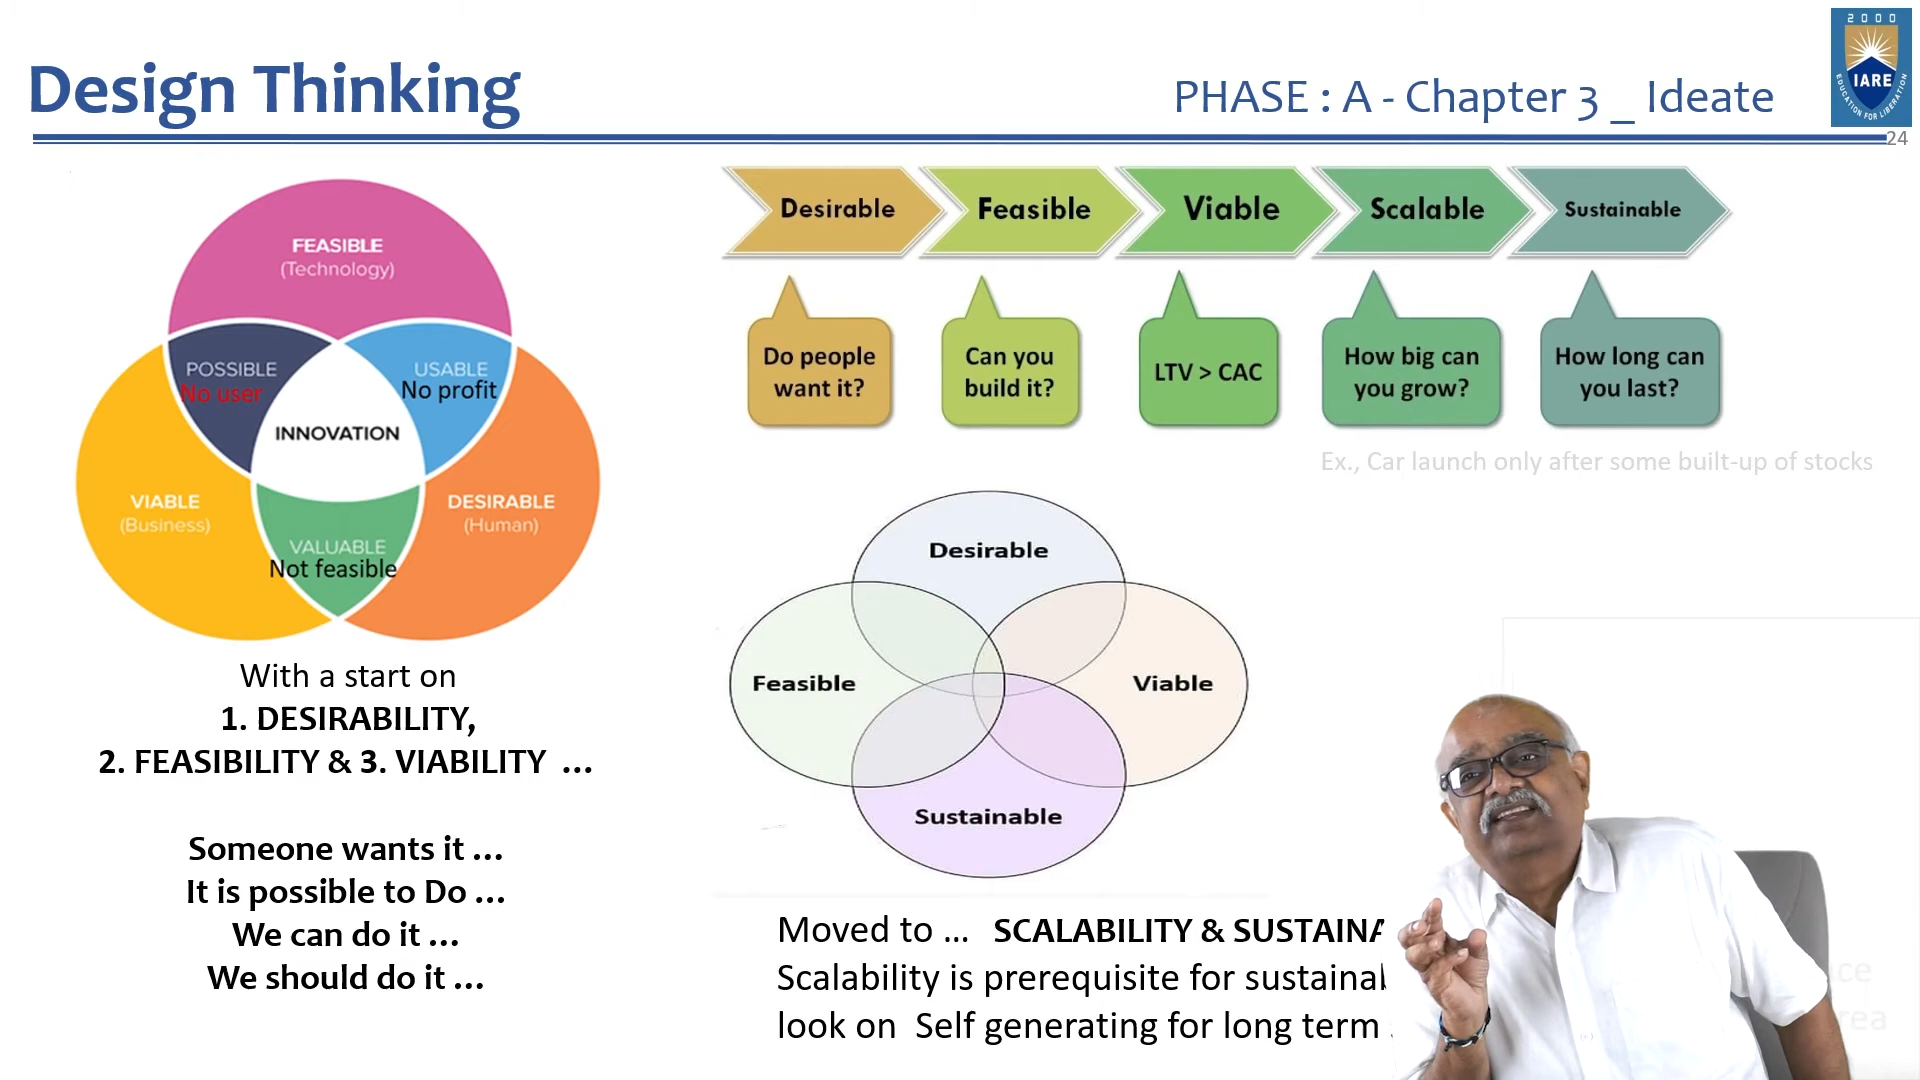 Design Thinking
PHASE : A - Chapter 3 _ Ideate
2000
IARE
EDUCATION FOR LIBERATION
24
FEASIBLE
(Technology)
POSSIBLE
No user
USABLE
No profit
INNOVATION
VIABLE
(Business)
DESIRABLE
(Human)
VALUABLE
Not feasible
With a start on
1. DESIRABILITY,
2. FEASIBILITY & 3. VIABILITY ...
Someone wants it ...
It is possible to Do ...
We can do it ...
We should do it ...
Desirable
Feasible
Viable
Scalable
Sustainable
Do people
want it?
Can you
build it?
LTV > CAC
How big can
you grow?
How long can
you last?
Ex., Car launch only after some built-up of stocks
Desirable
Feasible
Viable
Sustainable
Moved to ... SCALABILITY & SUSTAINA
Scalability is prerequisite for sustainab
look on Self generating for long term